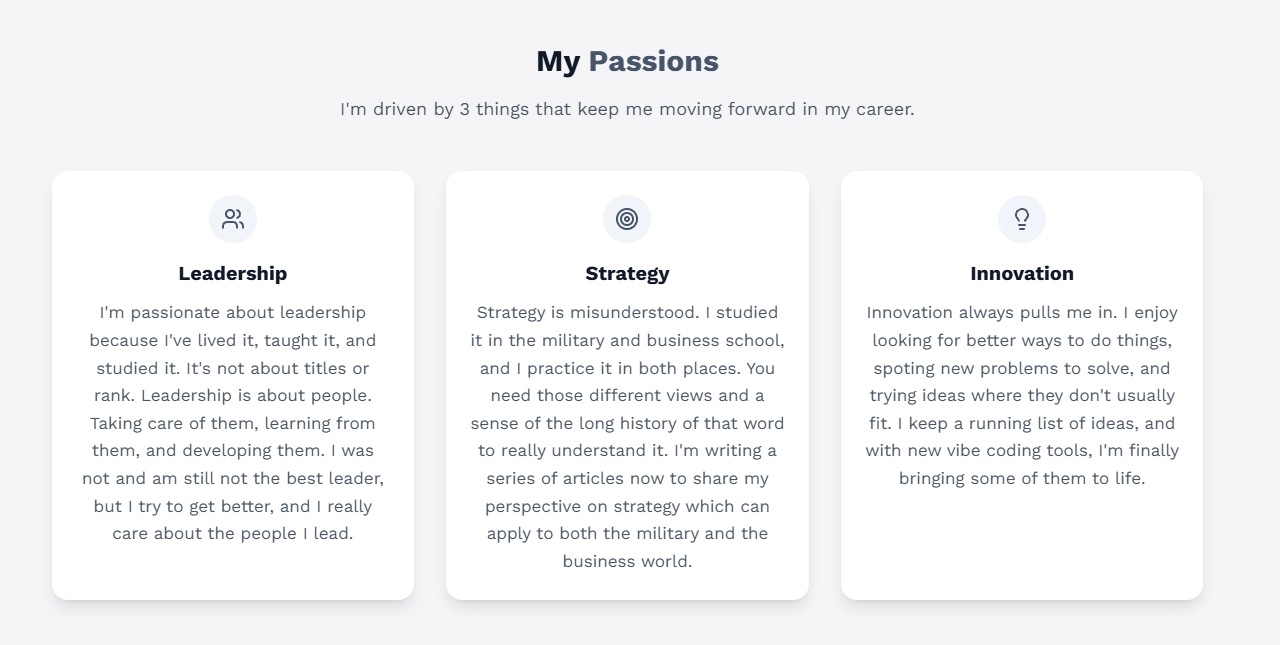 My Passions
I'm driven by 3 things that keep me moving forward in my career.
Leadership
I'm passionate about leadership
because I've lived it, taught it, and
studied it. It's not about titles or
rank. Leadership is about people.
Taking care of them, learning from
them, and developing them. I was
not and am still not the best leader,
but I try to get better, and I really
care about the people I lead.
Strategy
Strategy is misunderstood. I studied
it in the military and business school,
and I practice it in both places. You
need those different views and a
sense of the long history of that word
to really understand it. I'm writing a
series of articles now to share my
perspective on strategy which can
apply to both the military and the
business world.
Innovation
Innovation always pulls me in. I enjoy
looking for better ways to do things,
spoting new problems to solve, and
trying ideas where they don't usually
fit. I keep a running list of ideas, and
with new vibe coding tools, I'm finally
bringing some of them to life.